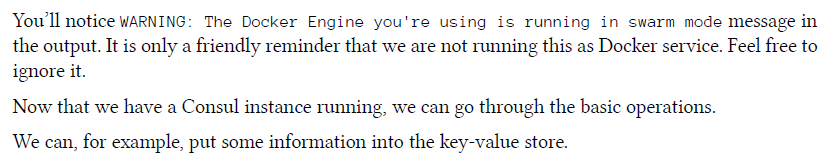 You’ll notice WARNING: The Docker Engine you're using is running in swarm mode message in
the output. It is only a friendly reminder that we are not running this as Docker service. Feel free to
ignore it.
Now that we have a Consul instance running, we can go through the basic operations.
We can, for example, put some information into the key-value store.